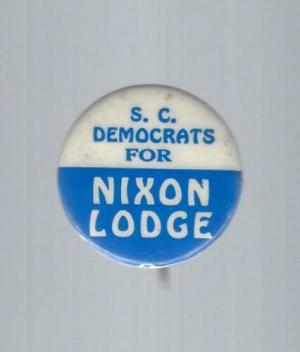 S. C.
DEMOCRATS
FOR
NIXON
LODGE